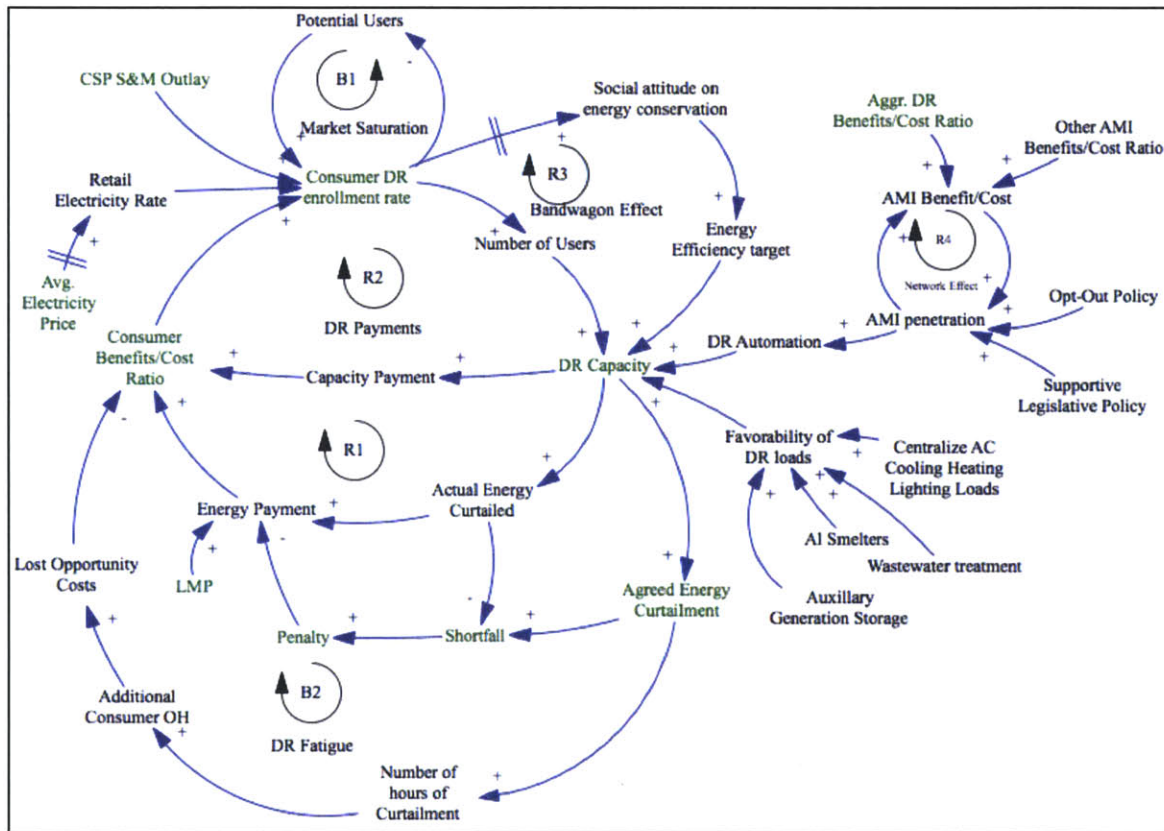 Potential Users
-
B1
CSP S&M Outlay
Market Saturation
+
+
Social attitude on
energy conservation
+
Aggr. DR
Benefits/Cost Ratio
Other AMI
Benefits/Cost Ratio
+
+
Retail
Electricity Rate
+
+
Consumer DR
enrollment rate
+
R3
Bandwagon Effect
+
AMI Benefit/Cost
+
R4
Network Effect
+
Avg.
Electricity
Price
R2
DR Payments
+
Number of Users
Energy
Efficiency target
AMI penetration
+
+
Opt-Out Policy
Supportive
Legislative Policy
Consumer
Benefits/Cost
Ratio
+
Capacity Payment
+
DR Capacity
+
+
+
DR Automation
+
+
-
+
R1
Favorability of
DR loads
+
Centralize AC
Cooling Heating
Lighting Loads
+
+
+
Al Smelters
Wastewater treatment
Auxillary
Generation Storage
+
Actual Energy
Curtailed
Energy Payment
+
+
-
LMP
Lost Opportunity
Costs
+
Agreed Energy
Curtailment
-
+
Penalty
+
Shortfall
+
B2
DR Fatigue
Additional
Consumer OH
+
Number of
hours of
Curtailment
+